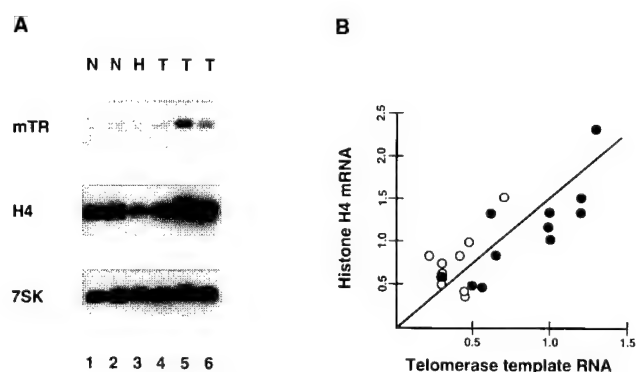 A
N N H T T T
mTR
H4
7SK
1 2 3 4 5 6
B
Histone H4 mRNA
2.5
2.0
1.5
1.0
0.5
0.5 1.0 1.5
Telomerase template RNA